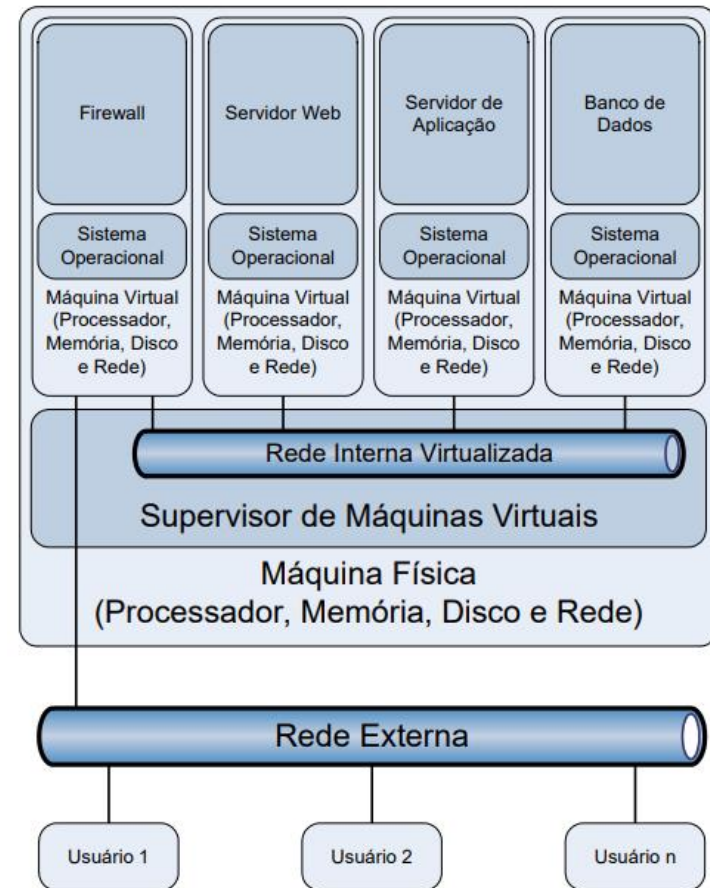 Firewall
Servidor Web
Servidor de
Aplicação
Banco de
Dados
Sistema
Operacional
Sistema
Operacional
Sistema
Operacional
Sistema
Operacional
Máquina Virtual
(Processador,
Memória, Disco
e Rede)
Máquina Virtual
(Processador,
Memória, Disco
e Rede)
Máquina Virtual
(Processador,
Memória, Disco
e Rede)
Máquina Virtual
(Processador,
Memória, Disco
e Rede)
Rede Interna Virtualizada
Supervisor de Máquinas Virtuais
Máquina Física
(Processador, Memória, Disco e Rede)
Rede Externa
Usuário 1
Usuário 2
Usuário n